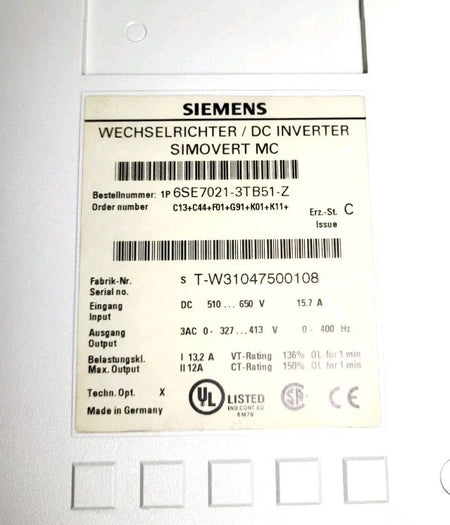 SIEMENS
WECHSELRICHTER / DC INVERTER
SIMOVERT MC
Bestellnummer: 1P 6SE7021-3TB51-Z
Order number C13+C44+F01+G91+K01+K11+
Erz.-St. C
Issue
Fabrik-Nr. S T-W31047500108
Serial no.
Eingang DC 510 ... 650 V 15.7 A
Input
Ausgang 3AC 0- 327...413 V 0 - 400 Hz
Output
Belastungskl. I 13,2 A VT-Rating 136% OL for 1 min
Max. Output II 12A CT-Rating 150% OL for 1 min
Techn. Opt. X
Made in Germany
UL LISTED
IND.CONT.EQ
5M79
SA
CE